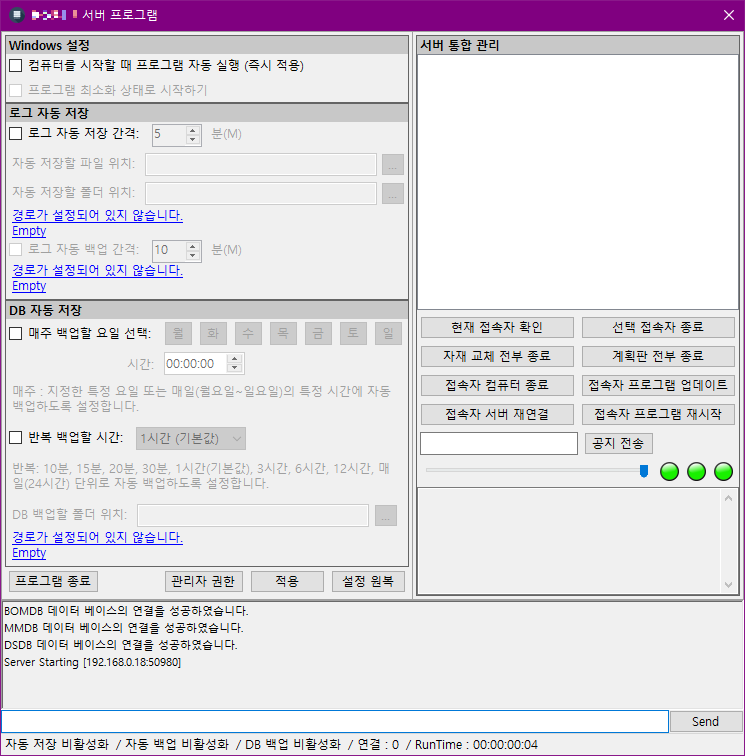 서버 프로그램
Windows 설정
컴퓨터를 시작할 때 프로그램 자동 실행 (즉시 적용)
프로그램 최소화 상태로 시작하기
로그 자동 저장
로그 자동 저장 간격: 5 분(M)
자동 저장할 파일 위치: ...
자동 저장할 폴더 위치: ...
경로가 설정되어 있지 않습니다.
Empty
로그 자동 백업 간격: 10 분(M)
경로가 설정되어 있지 않습니다.
Empty
DB 자동 저장
매주 백업할 요일 선택: 월 화 수 목 금 토 일
시간: 00:00:00
매주 : 지정한 특정 요일 또는 매일(월요일~일요일)의 특정 시간에 자동
백업하도록 설정합니다.
반복 백업할 시간: 1시간 (기본값)
반복: 10분, 15분, 20분, 30분, 1시간(기본값), 3시간, 6시간, 12시간, 매
일(24시간) 단위로 자동 백업하도록 설정합니다.
DB 백업할 폴더 위치: ...
경로가 설정되어 있지 않습니다.
Empty
프로그램 종료 관리자 권한 적용 설정 원복
서버 통합 관리
현재 접속자 확인 선택 접속자 종료
자재 교체 전부 종료 계획판 전부 종료
접속자 컴퓨터 종료 접속자 프로그램 업데이트
접속자 서버 재연결 접속자 프로그램 재시작
공지 전송
BOMDB 데이터 베이스의 연결을 성공하였습니다.
MMDB 데이터 베이스의 연결을 성공하였습니다.
DSDB 데이터 베이스의 연결을 성공하였습니다.
Server Starting [192.168.0.18:50980]
Send
자동 저장 비활성화 / 자동 백업 비활성화 / DB 백업 비활성화 / 연결 : 0 / RunTime : 00:00:00:04